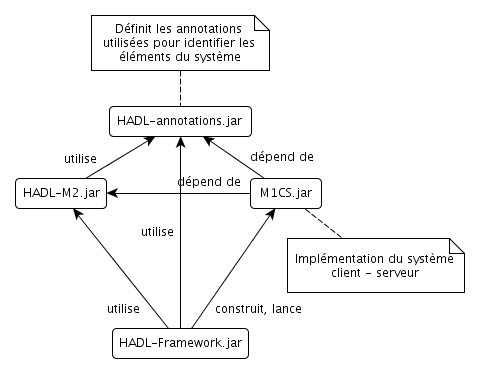 Définit les annotations
utilisées pour identifier les
éléments du système
HADL-annotations.jar
utilise
dépend de
dépend de
HADL-M2.jar
M1CS.jar
utilise
Implémentation du système
client - serveur
utilise
construit, lance
HADL-Framework.jar